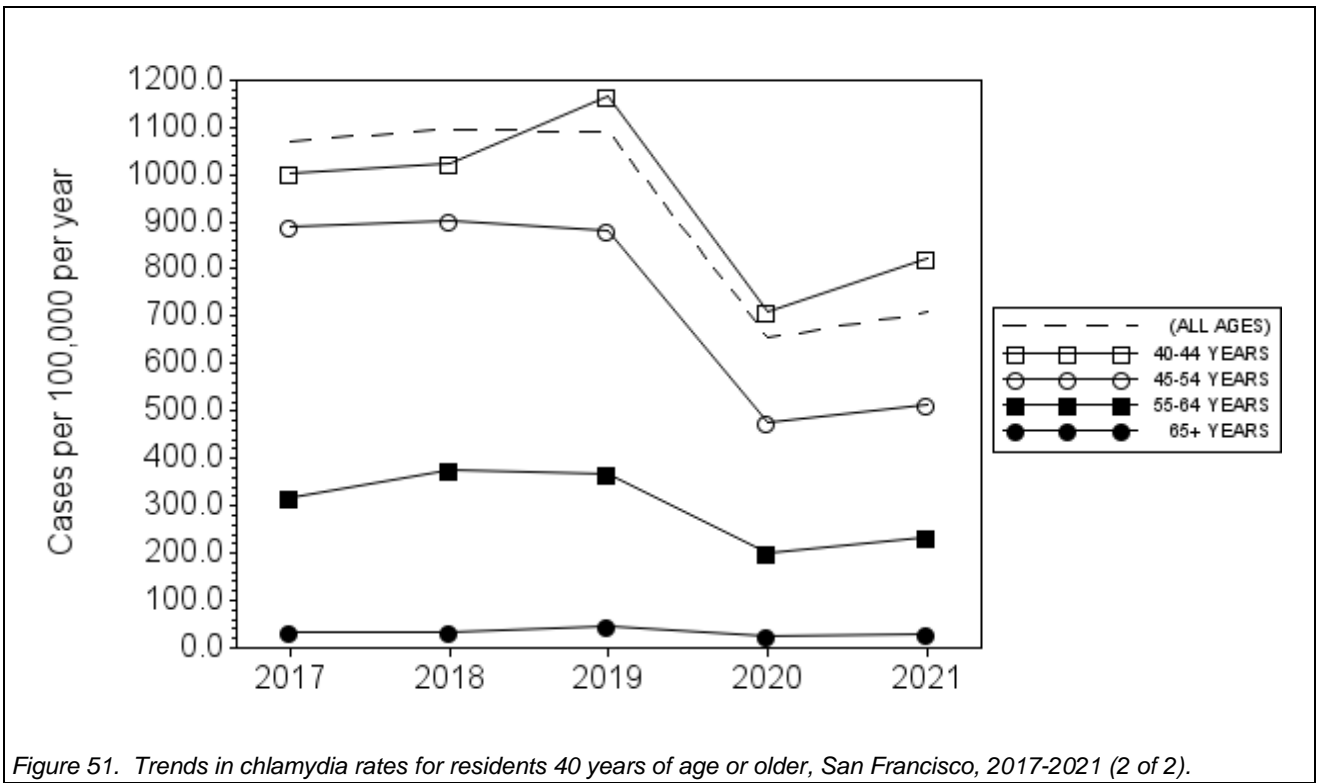 1200.0
1100.0
1000.0
900.0
800.0
700.0
600.0
500.0
400.0
300.0
200.0
100.0
0.0
Cases per 100,000 per year
2017 2018 2019 2020 2021
(ALL AGES)
40-44 YEARS
45-54 YEARS
55-64 YEARS
65+ YEARS
Figure 51. Trends in chlamydia rates for residents 40 years of age or older, San Francisco, 2017-2021 (2 of 2).